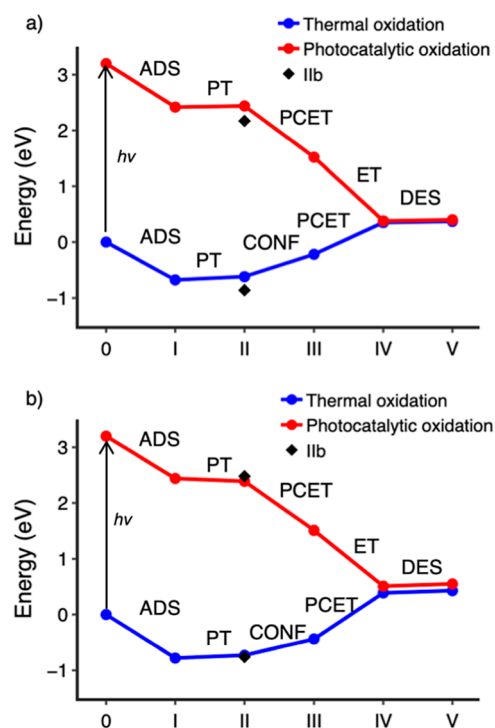 a)
Thermal oxidation
Photocatalytic oxidation
IIb
ADS
PT
PCET
ET
DES
hv
ADS
PT
CONF
PCET
Energy (eV)
3
2
1
0
−1
0 I II III IV V
b)
Thermal oxidation
Photocatalytic oxidation
IIb
ADS
PT
PCET
ET
DES
hv
ADS
PT
CONF
PCET
Energy (eV)
3
2
1
0
−1
0 I II III IV V